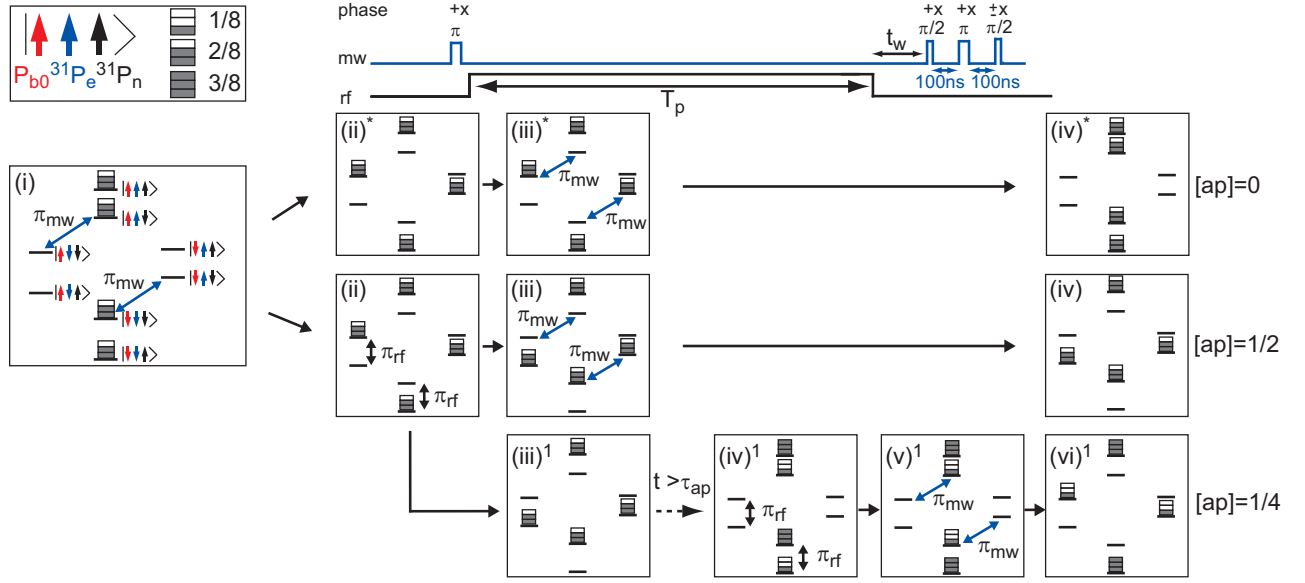 phase +x +x +x ±x
π π/2 π π/2
mw t_w
100ns 100ns
rf T_p
P_b0 ³¹P_e ³¹P_n
1/8
2/8
3/8
(i)
π_mw
π_mw
(ii)*
(iii)*
π_mw
π_mw
(iv)*
[ap]=0
(ii)
π_rf
π_rf
(iii)
π_mw
π_mw
(iv)
[ap]=1/2
(iii)¹
t >τ_ap
(iv)¹
π_rf
π_rf
(v)¹
π_mw
π_mw
(vi)¹
[ap]=1/4